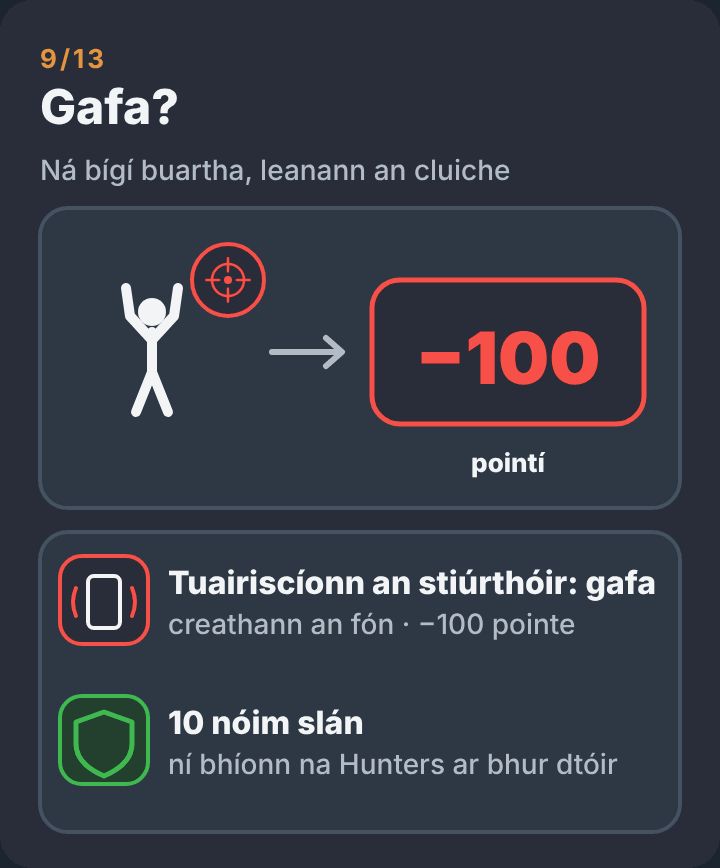 9/13
Gafa?
Ná bígí buartha, leanann an cluiche
−100
pointí
Tuairiscíonn an stiúrthóir: gafa
creathann an fón · −100 pointe
10 nóim slán
ní bhíonn na Hunters ar bhur dtóir